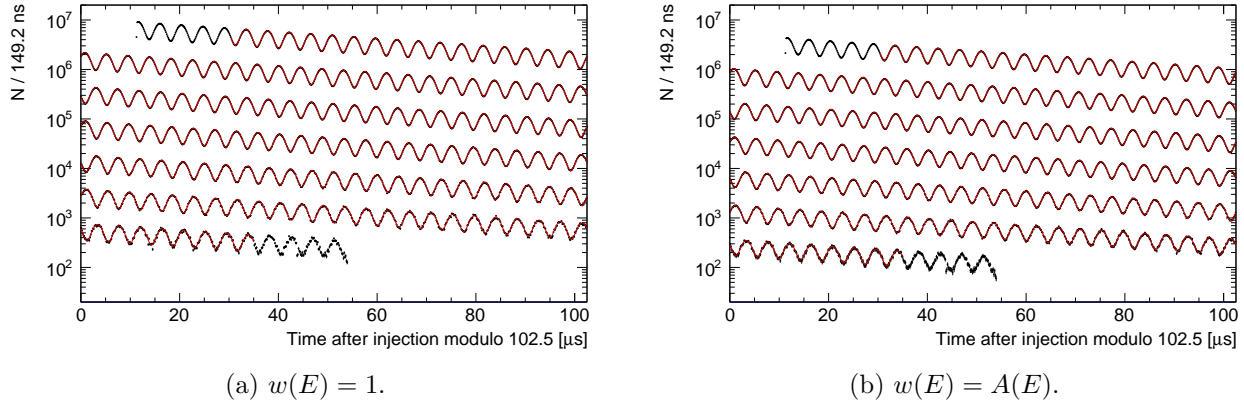 N / 149.2 ns
10⁷
10⁶
10⁵
10⁴
10³
10²
0 20 40 60 80 100
Time after injection modulo 102.5 [μs]
(a) w(E) = 1.
N / 149.2 ns
10⁷
10⁶
10⁵
10⁴
10³
10²
0 20 40 60 80 100
Time after injection modulo 102.5 [μs]
(b) w(E) = A(E).